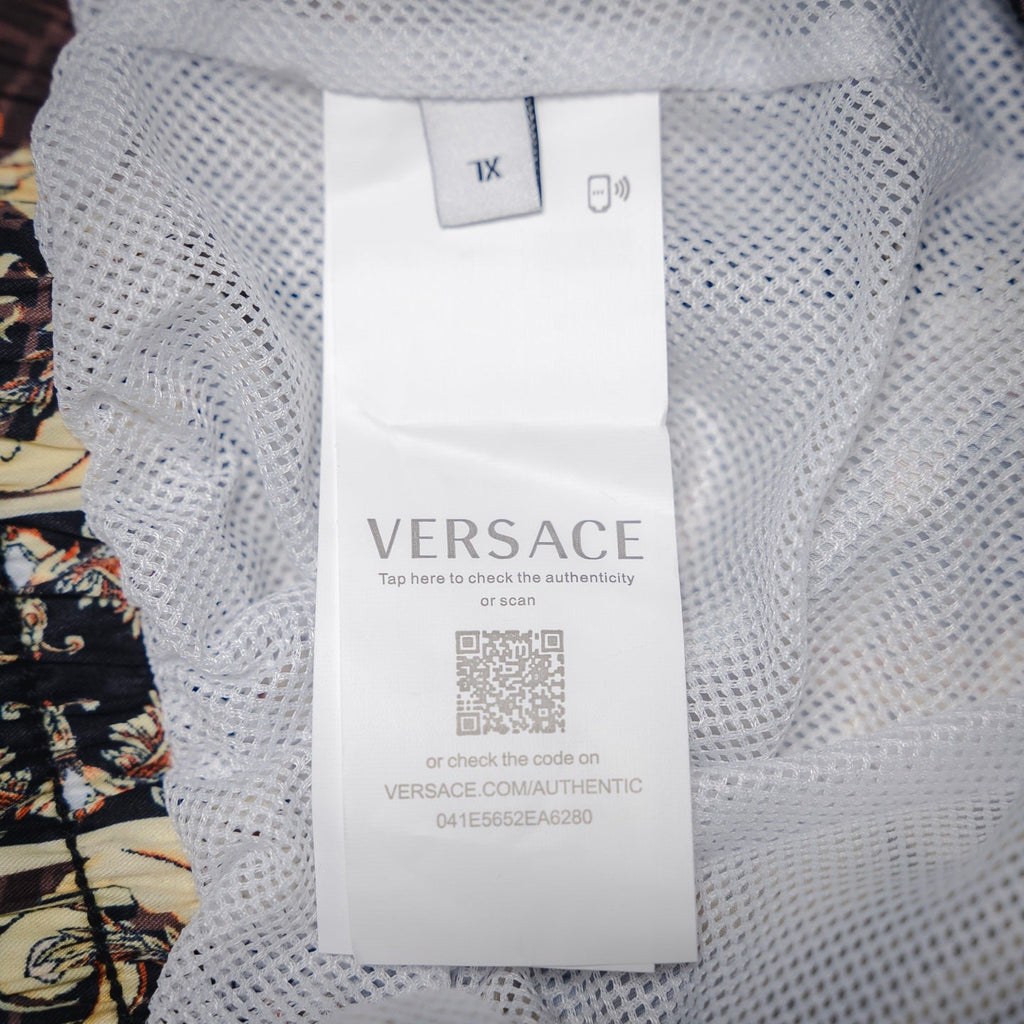 XL
VERSACE
Tap here to check the authenticity
or scan
or check the code on
VERSACE.COM/AUTHENTIC
041E5652EA6280